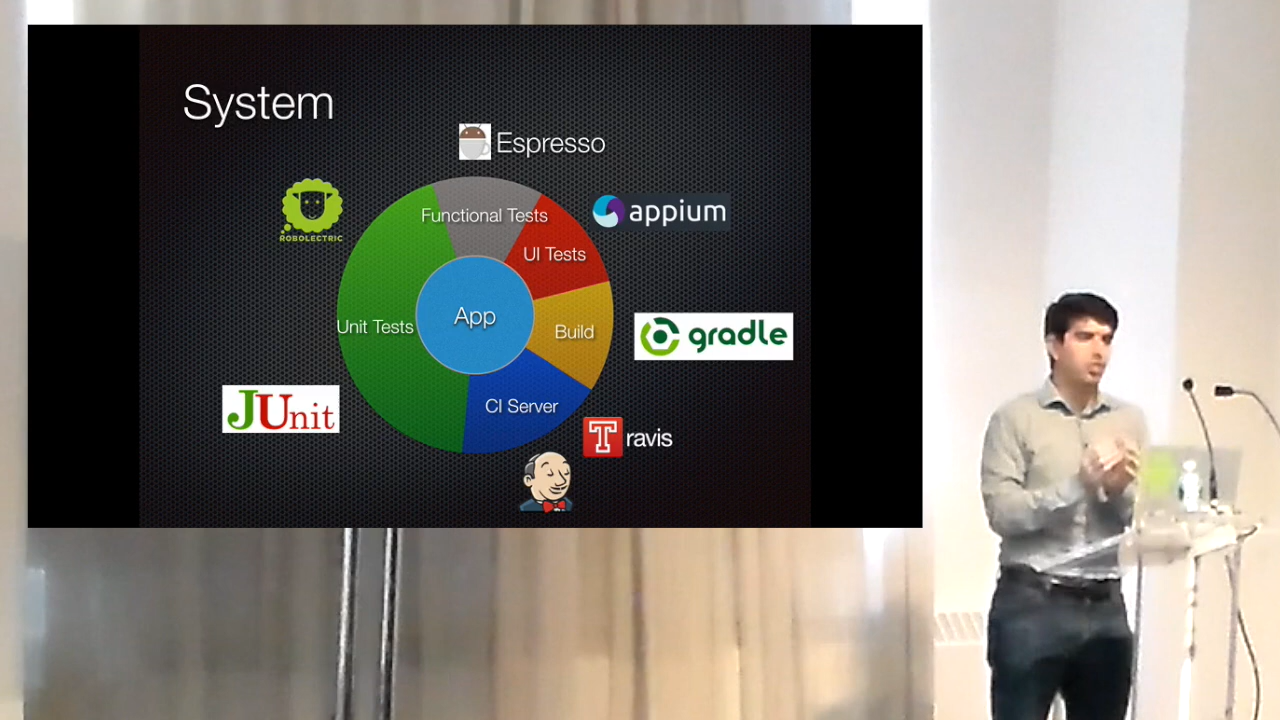 System
Espresso
ROBOLECTRIC
Functional Tests
appium
UI Tests
App
Unit Tests
Build
gradle
JUnit
CI Server
Travis